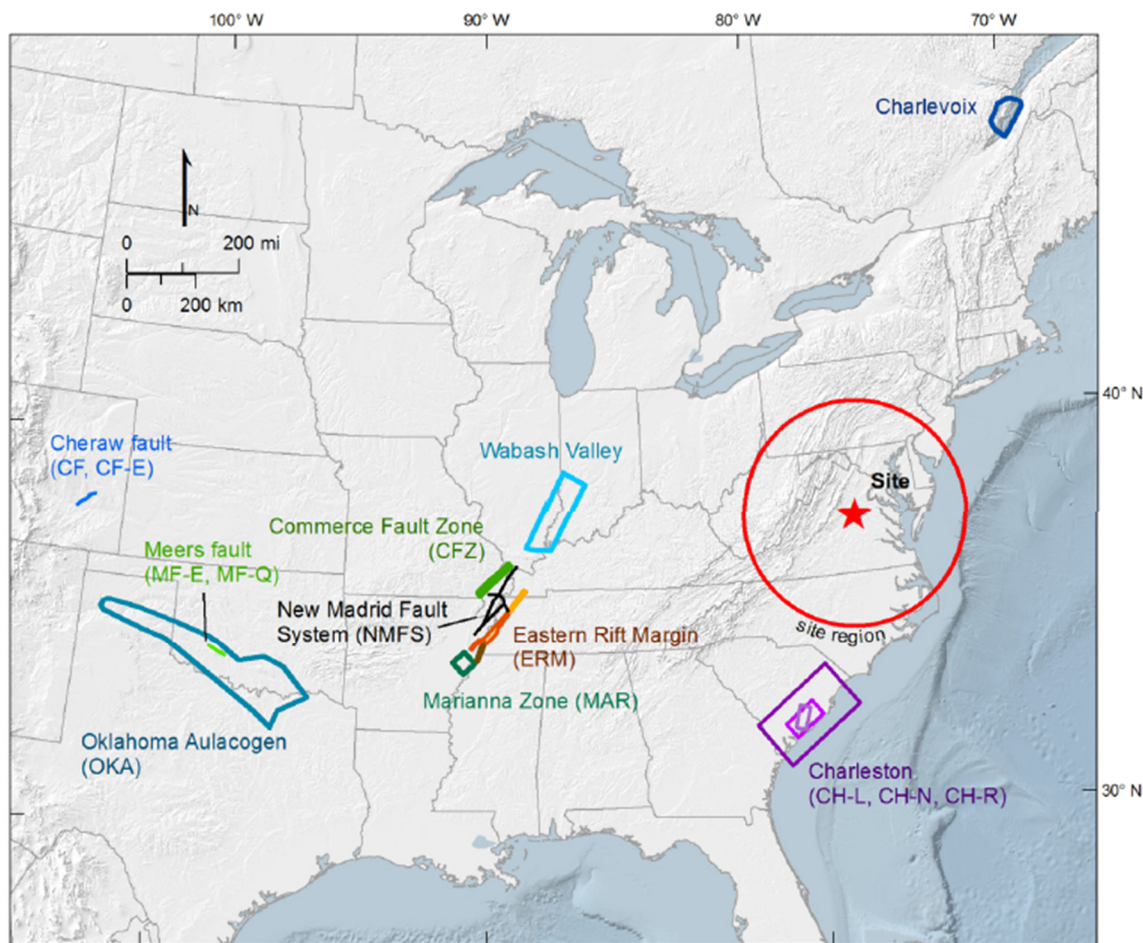 100° W
90° W
80° W
70° W
Charlevoix
N
0
200 mi
0
200 km
40° N
Cheraw fault
(CF, CF-E)
Wabash Valley
Site
Commerce Fault Zone
(CFZ)
Meers fault
(MF-E, MF-Q)
New Madrid Fault
System (NMFS)
Eastern Rift Margin
(ERM)
site region
Marianna Zone (MAR)
Oklahoma Aulacogen
(OKA)
Charleston
(CH-L, CH-N, CH-R)
30° N